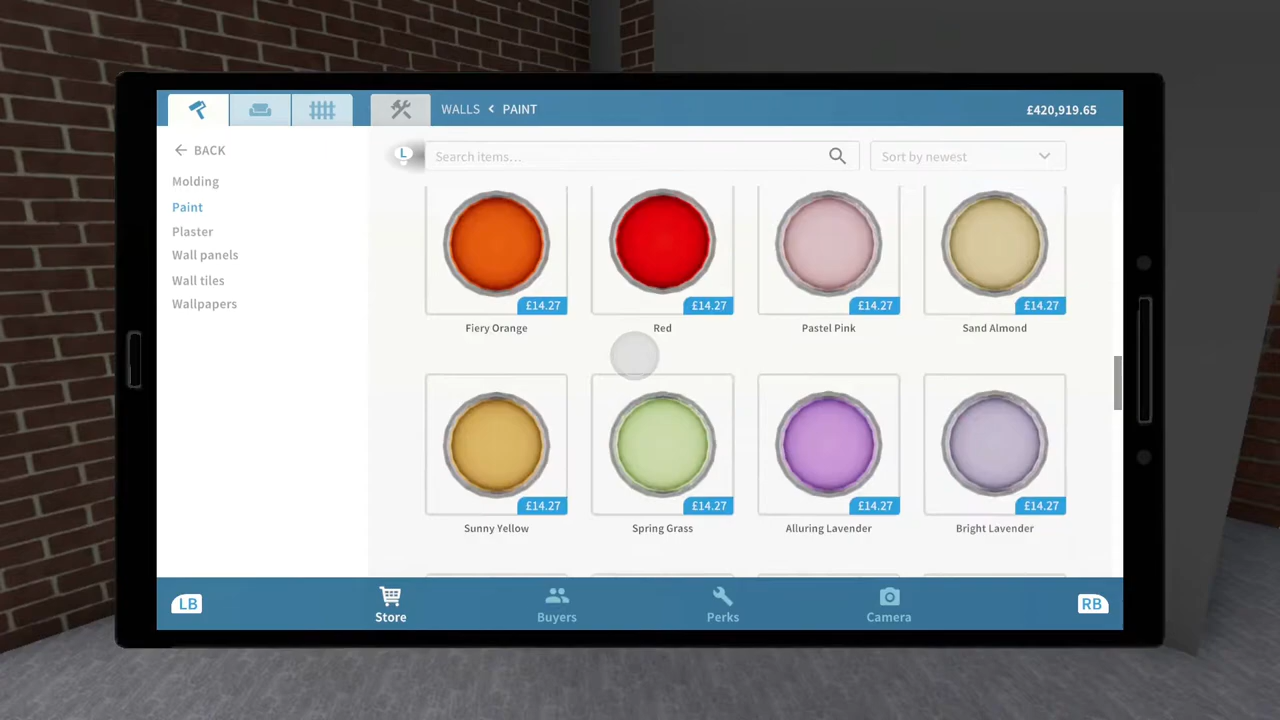 WALLS < PAINT
£420,919.65
BACK
L
Search items...
Sort by newest
Molding
Paint
Plaster
Wall panels
Wall tiles
Wallpapers
£14.27
£14.27
£14.27
£14.27
Fiery Orange
Red
Pastel Pink
Sand Almond
£14.27
£14.27
£14.27
£14.27
Sunny Yellow
Spring Grass
Alluring Lavender
Bright Lavender
LB
Store
Buyers
Perks
Camera
RB